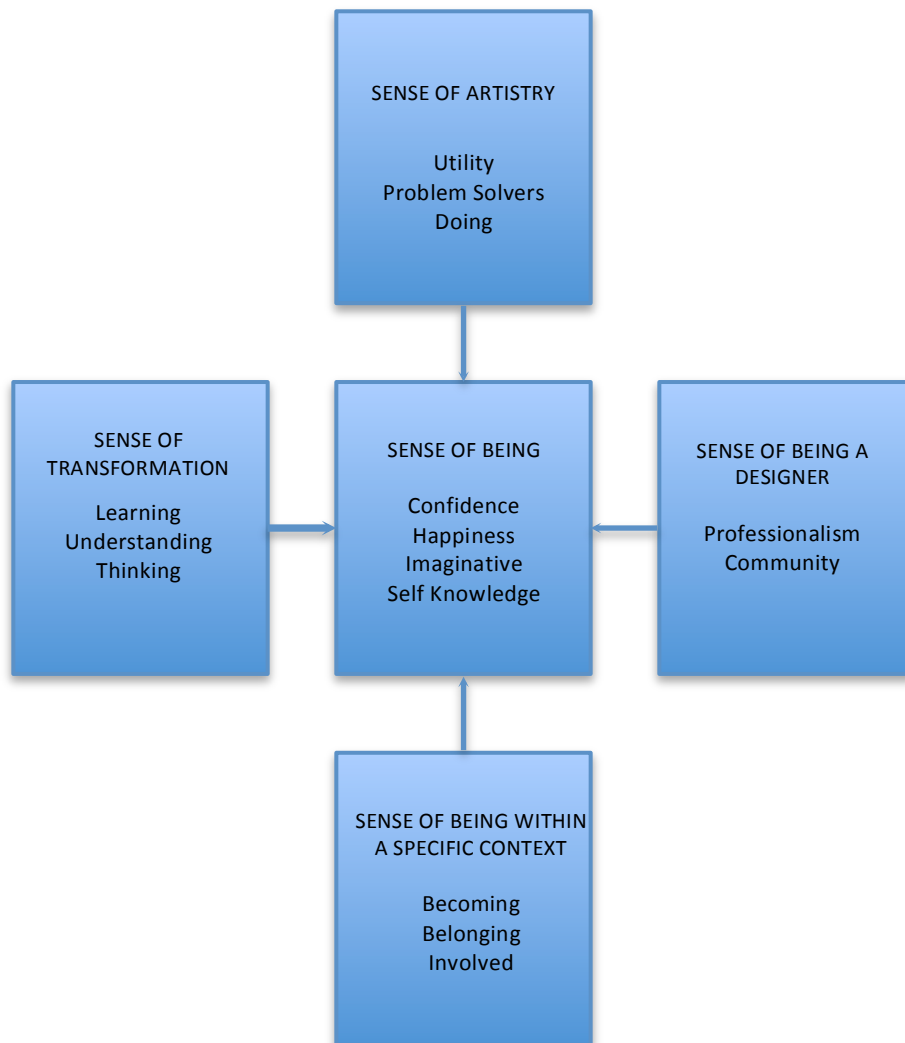 SENSE OF ARTISTRY
Utility
Problem Solvers
Doing
SENSE OF
TRANSFORMATION
Learning
Understanding
Thinking
SENSE OF BEING
Confidence
Happiness
Imaginative
Self Knowledge
SENSE OF BEING A
DESIGNER
Professionalism
Community
SENSE OF BEING WITHIN
A SPECIFIC CONTEXT
Becoming
Belonging
Involved